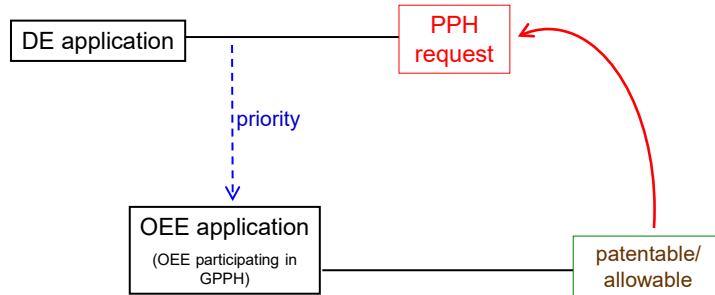 DE application
PPH
request
priority
OEE application
(OEE participating in
GPPH)
patentable/
allowable